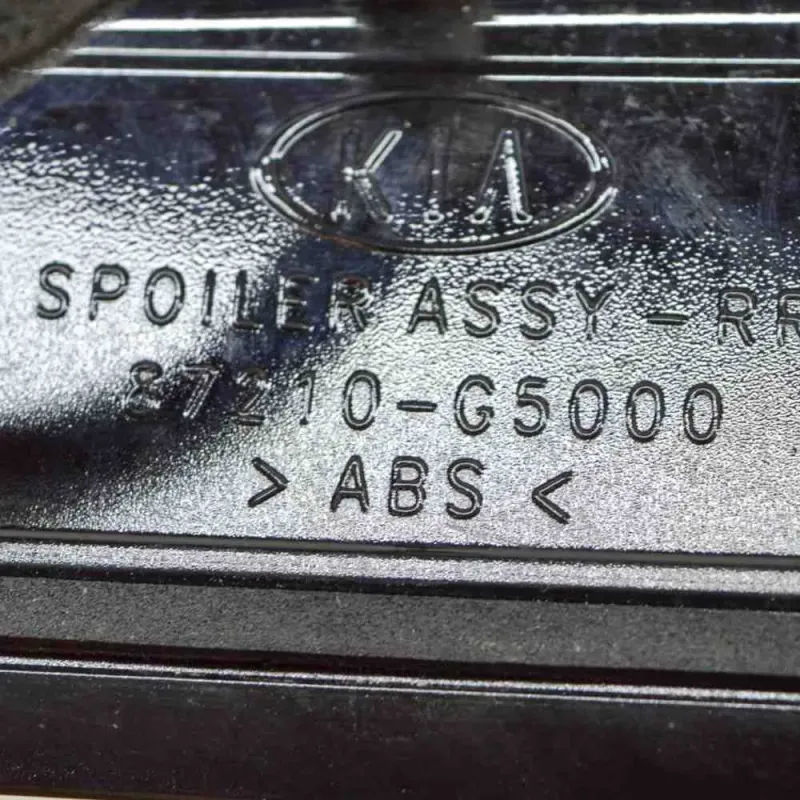 KIA
SPOILER ASSY-RR
87210-G5000
>ABS<